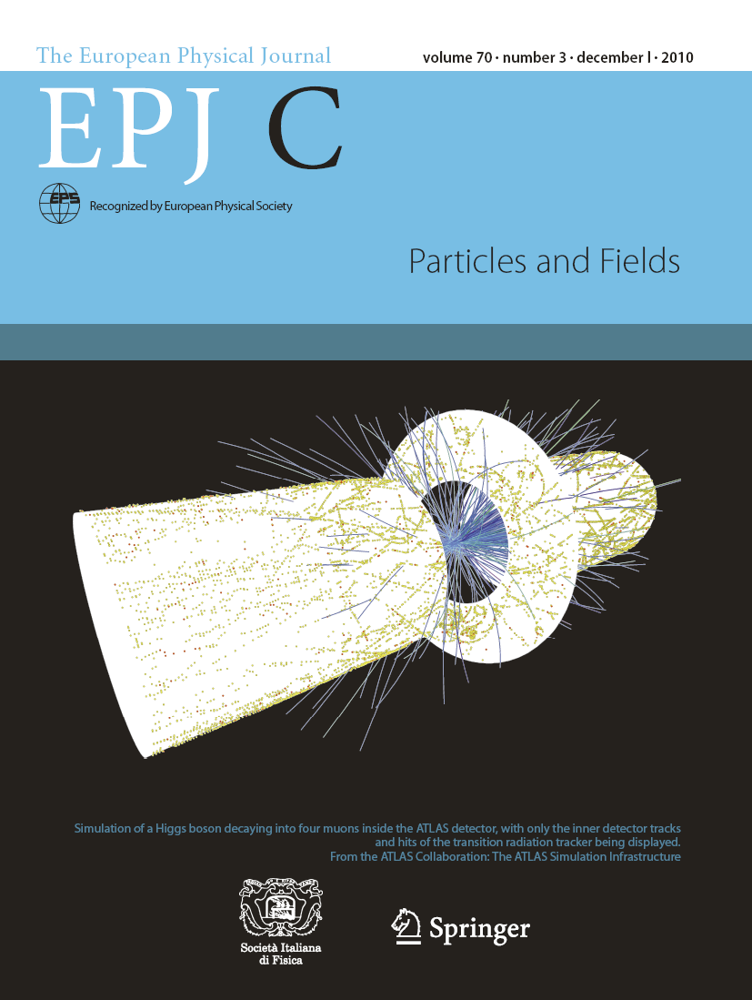 The European Physical Journal
volume 70 · number 3 · december I · 2010
EPJ C
EPS
Recognized by European Physical Society
Particles and Fields
Simulation of a Higgs boson decaying into four muons inside the ATLAS detector, with only the inner detector tracks
and hits of the transition radiation tracker being displayed.
From the ATLAS Collaboration: The ATLAS Simulation Infrastructure
Società Italiana
di Fisica
Springer